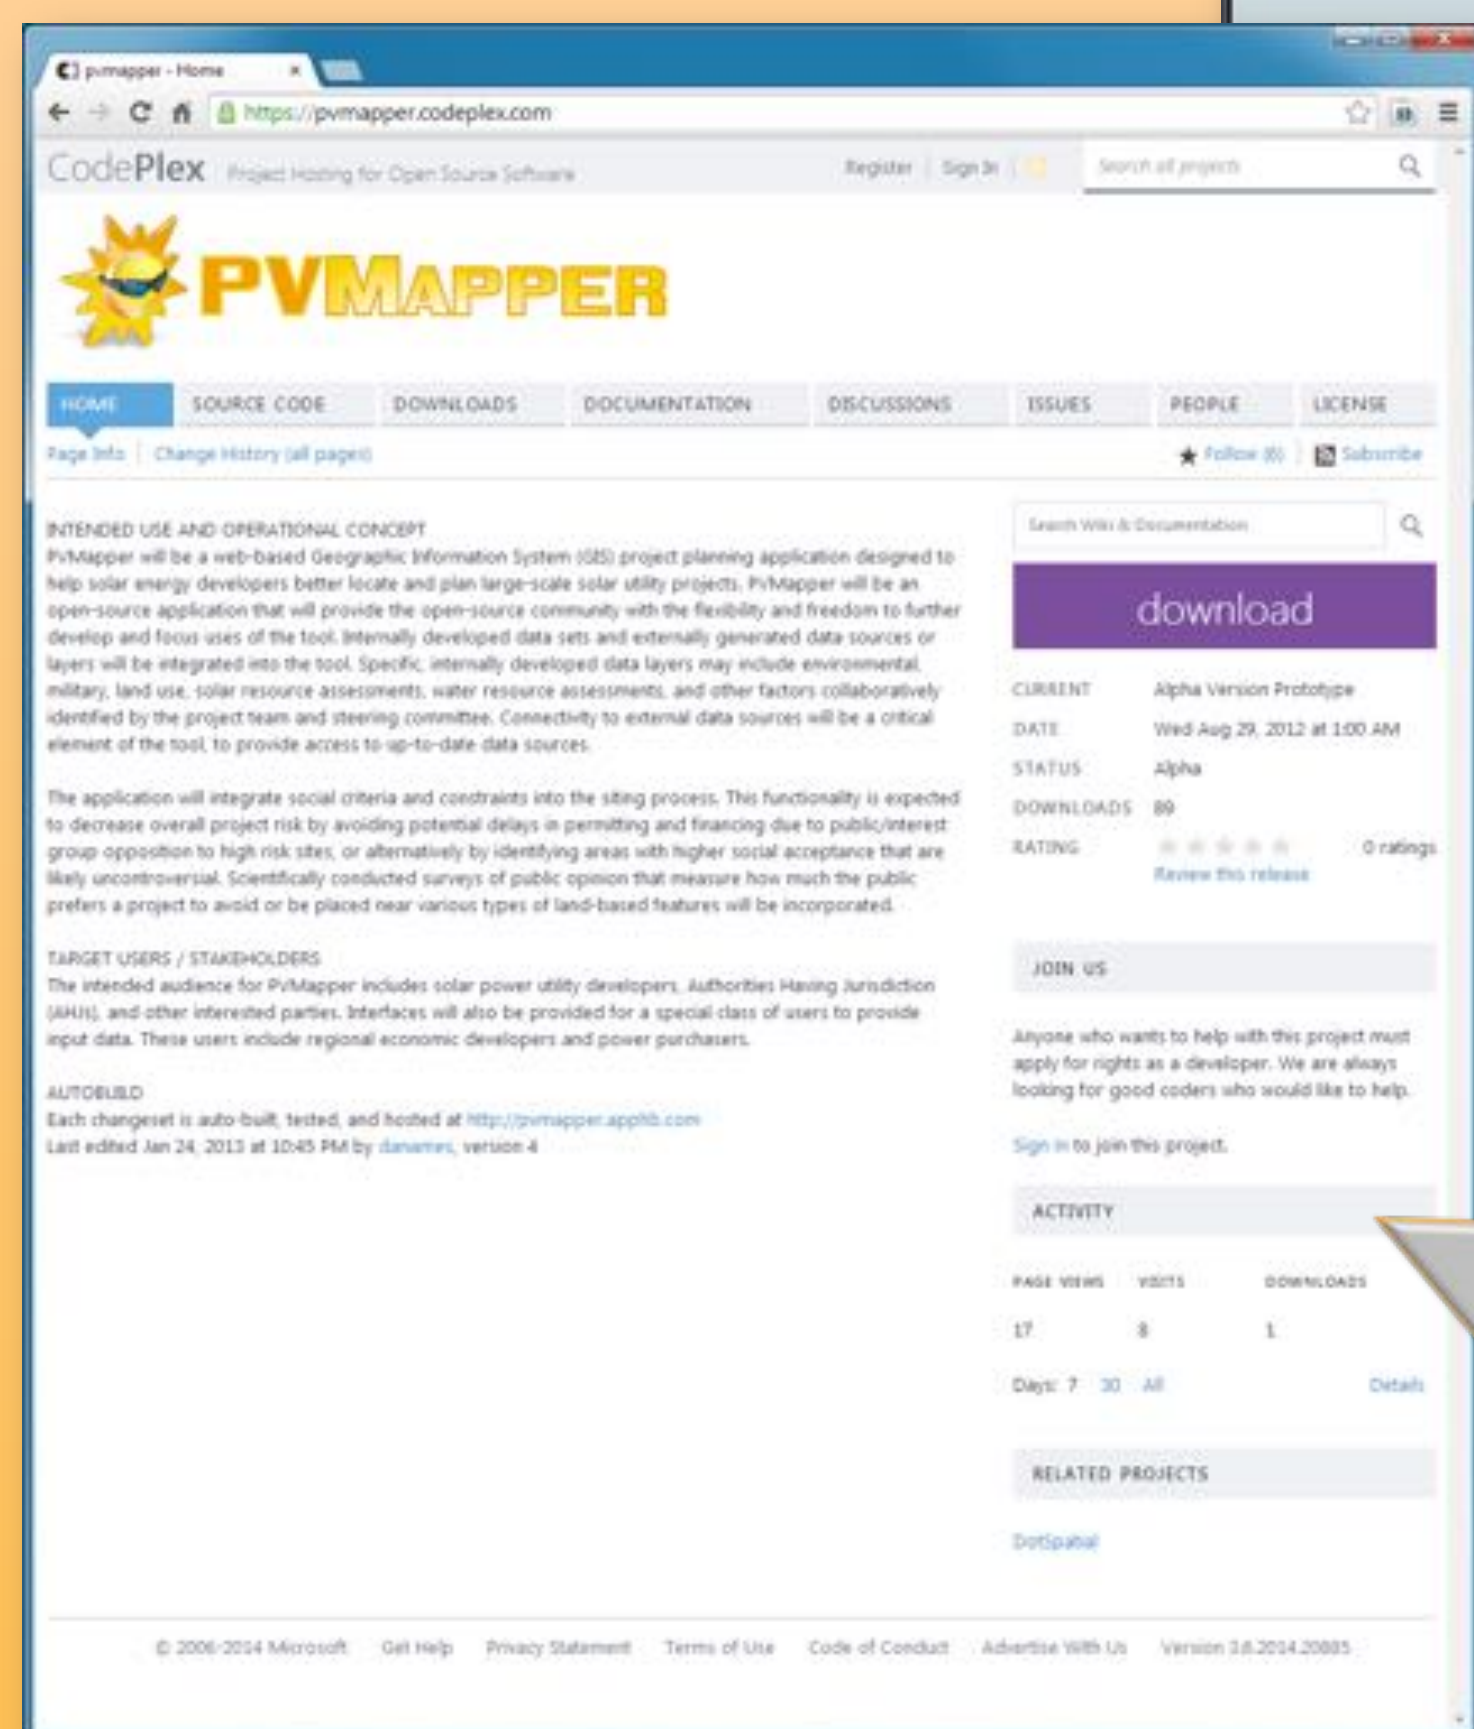 pvmapper - Home
https://pvmapper.codeplex.com
CodePlex Project Hosting for Open Source Software Register Sign In Search all projects
PVMAPPER
HOME SOURCE CODE DOWNLOADS DOCUMENTATION DISCUSSIONS ISSUES PEOPLE LICENSE
Page Info Change History (all pages) Follow (6) Subscribe
INTENDED USE AND OPERATIONAL CONCEPT
PVMapper will be a web-based Geographic Information System (GIS) project planning application designed to
help solar energy developers better locate and plan large-scale solar utility projects. PVMapper will be an
open-source application that will provide the open-source community with the flexibility and freedom to further
develop and focus uses of the tool. Internally developed data sets and externally generated data sources or
layers will be integrated into the tool. Specific, internally developed data layers may include environmental,
military, land use, solar resource assessments, water resource assessments, and other factors collaboratively
identified by the project team and steering committee. Connectivity to external data sources will be a critical
element of the tool, to provide access to up-to-date data sources.
The application will integrate social criteria and constraints into the siting process. This functionality is expected
to decrease overall project risk by avoiding potential delays in permitting and financing due to public/interest
group opposition to high risk sites, or alternatively by identifying areas with higher social acceptance that are
likely uncontroversial. Scientifically conducted surveys of public opinion that measure how much the public
prefers a project to avoid or be placed near various types of land-based features will be incorporated.
TARGET USERS / STAKEHOLDERS
The intended audience for PVMapper includes solar power utility developers, Authorities Having Jurisdiction
(AHJs), and other interested parties. Interfaces will also be provided for a special class of users to provide
input data. These users include regional economic developers and power purchasers.
AUTOBUILD
Each changeset is auto-built, tested, and hosted at http://pvmapper.apphb.com
Last edited Jan 24, 2013 at 10:45 PM by danames, version 4
Search Wiki & Documentation
download
CURRENT Alpha Version Prototype
DATE Wed Aug 29, 2012 at 1:00 AM
STATUS Alpha
DOWNLOADS 89
RATING 0 ratings
Review this release
JOIN US
Anyone who wants to help with this project must
apply for rights as a developer. We are always
looking for good coders who would like to help.
Sign in to join this project.
ACTIVITY
PAGE VIEWS VISITS DOWNLOADS
17 8 1
Days: 7 30 All Details
RELATED PROJECTS
DotSpatial
© 2006-2014 Microsoft Get Help Privacy Statement Terms of Use Code of Conduct Advertise With Us Version 3.6.2014.20885